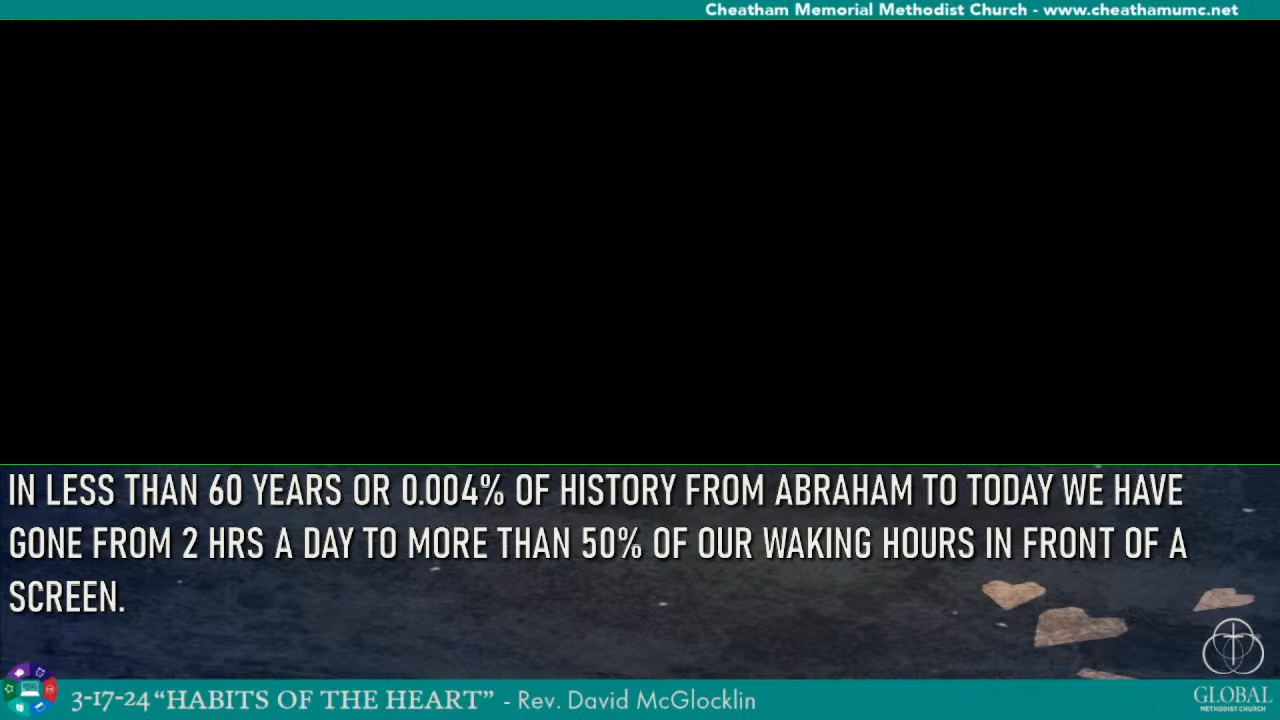 Cheatham Memorial Methodist Church - www.cheathamumc.net
IN LESS THAN 60 YEARS OR 0.004% OF HISTORY FROM ABRAHAM TO TODAY WE HAVE
GONE FROM 2 HRS A DAY TO MORE THAN 50% OF OUR WAKING HOURS IN FRONT OF A
SCREEN.
3-17-24 “HABITS OF THE HEART” - Rev. David McGlocklin
GLOBAL
METHODIST CHURCH